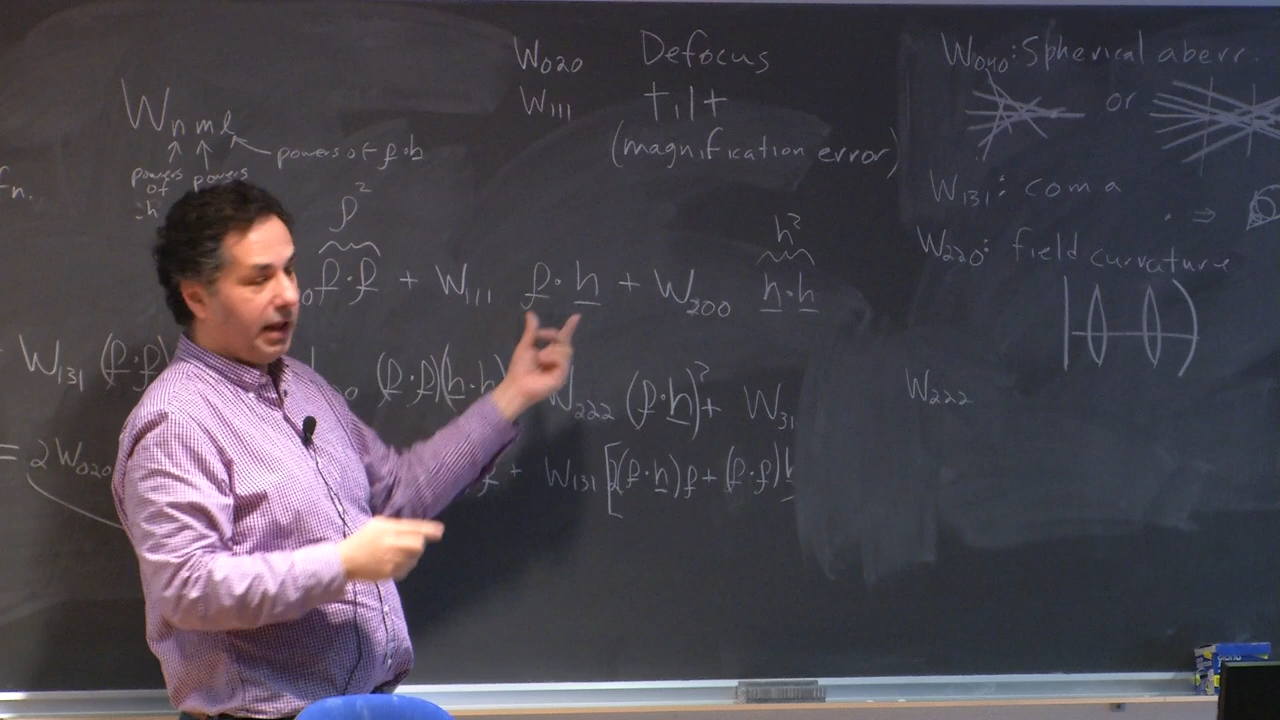 W₀₂₀ Defocus
W₁₁₁ tilt
(magnification error)
Wₙₘₗ
powers of ρ·h
powers of h
powers
fn.
ρ²
h²
ρ·ρ + W₁₁₁ ρ·h + W₂₀₀ h·h
W₁₃₁ (ρ·ρ) (ρ·ρ)(h·h) W₂₂₂ (ρ·h)² + W₃₁
= 2W₀₂₀ + W₁₃₁ [2(ρ·h)ρ + (ρ·ρ)h
W₀₄₀: Spherical aberr.
or
W₁₃₁: coma
⇒
W₂₂₀: field curvature
W₂₂₂